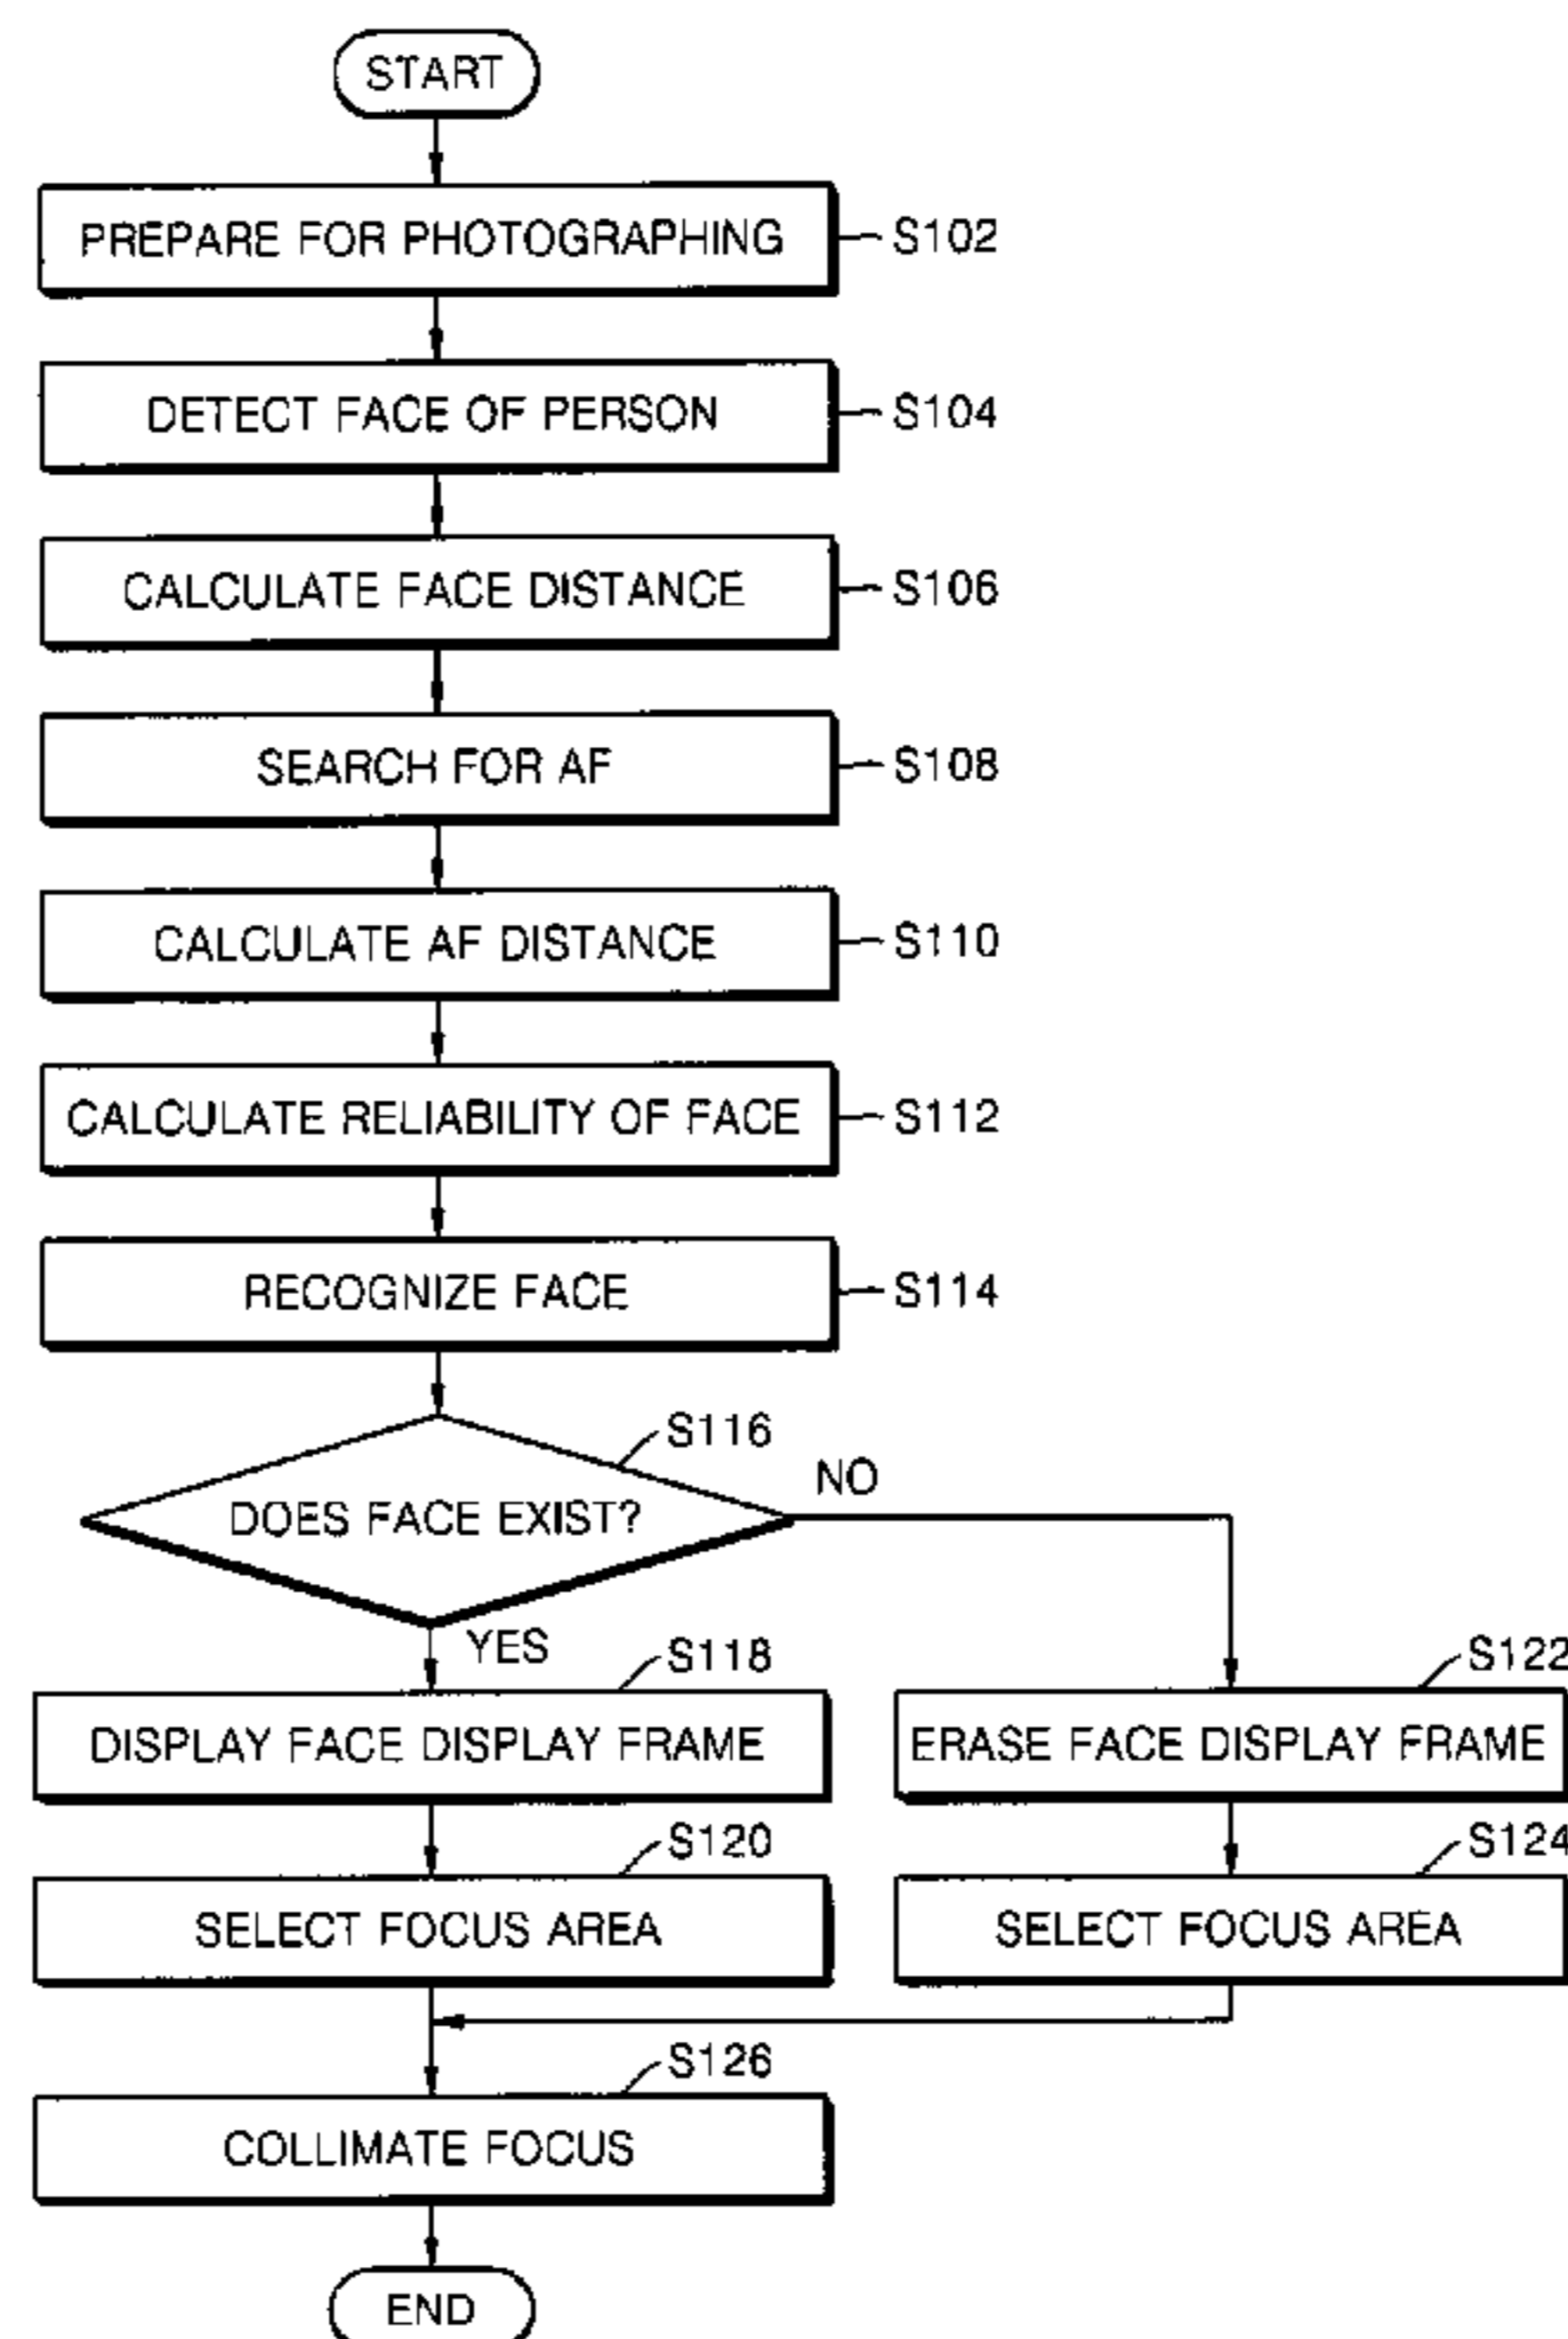 START
PREPARE FOR PHOTOGRAPHING
S102
DETECT FACE OF PERSON
S104
CALCULATE FACE DISTANCE
S106
SEARCH FOR AF
S108
CALCULATE AF DISTANCE
S110
CALCULATE RELIABILITY OF FACE
S112
RECOGNIZE FACE
S114
S116
DOES FACE EXIST?
NO
YES
S118
DISPLAY FACE DISPLAY FRAME
S122
ERASE FACE DISPLAY FRAME
S120
SELECT FOCUS AREA
S124
SELECT FOCUS AREA
S126
COLLIMATE FOCUS
END